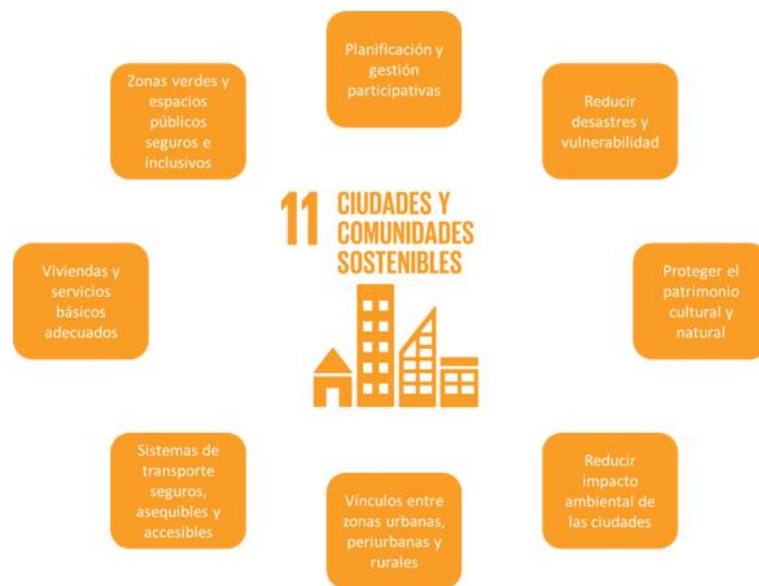 Planificación y
gestión
participativas
Zonas verdes y
espacios
públicos
seguros e
inclusivos
Reducir
desastres y
vulnerabilidad
11
CIUDADES Y
COMUNIDADES
SOSTENIBLES
Viviendas y
servicios
básicos
adecuados
Proteger el
patrimonio
cultural y
natural
Sistemas de
transporte
seguros,
asequibles y
accesibles
Vínculos entre
zonas urbanas,
periurbanas y
rurales
Reducir
impacto
ambiental de
las ciudades